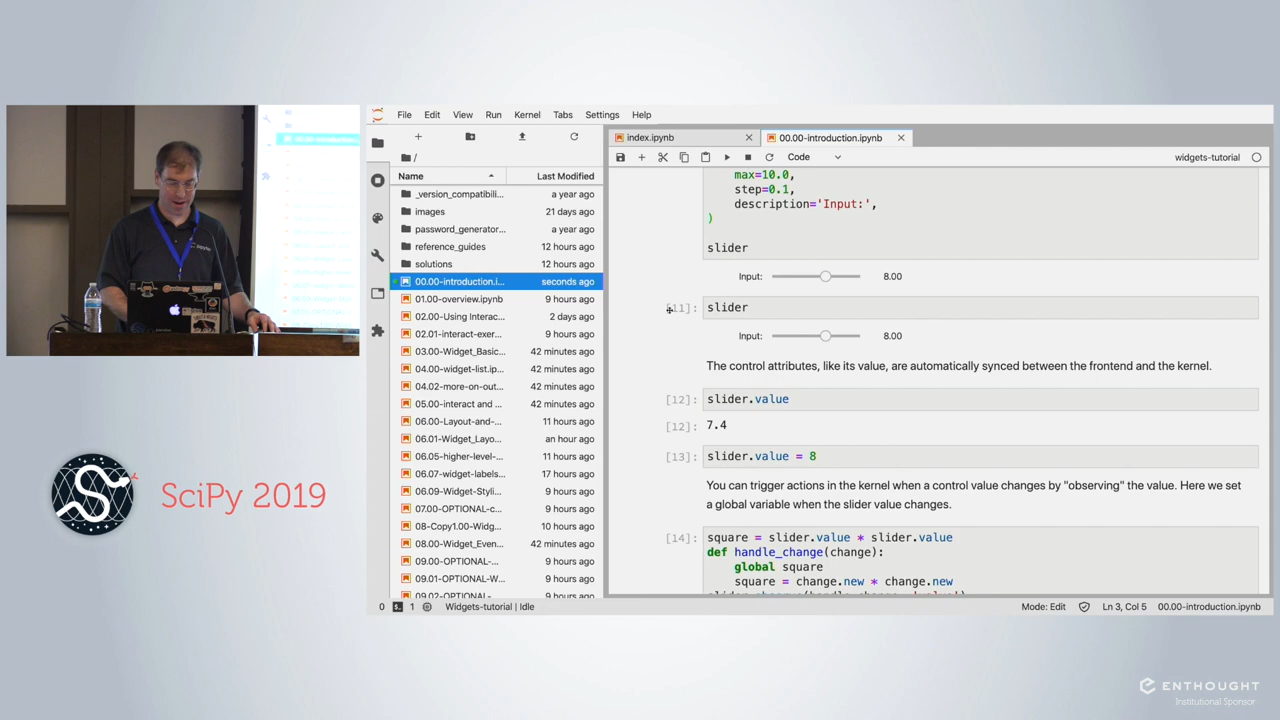 File Edit View Run Kernel Tabs Settings Help
/
Name Last Modified
_version_compatibili... a year ago
images 21 days ago
password_generator... a year ago
reference_guides 12 hours ago
solutions 12 hours ago
00.00-introduction.i... seconds ago
01.00-overview.ipynb 9 hours ago
02.00-Using Interac... 2 days ago
02.01-interact-exer... 9 hours ago
03.00-Widget_Basic... 42 minutes ago
04.00-widget-list.ip... 42 minutes ago
04.02-more-on-out... 42 minutes ago
05.00-interact and ... 42 minutes ago
06.00-Layout-and-... 11 hours ago
06.01-Widget_Layo... an hour ago
06.05-higher-level-... 11 hours ago
06.07-widget-labels... 17 hours ago
06.09-Widget-Styli... 9 hours ago
07.00-OPTIONAL-c... 9 hours ago
08-Copy1.00-Widg... 10 hours ago
08.00-Widget_Even... 42 minutes ago
09.00-OPTIONAL-... 9 hours ago
09.01-OPTIONAL-W... 9 hours ago
09.02-OPTIONAL-... 9 hours ago
index.ipynb 00.00-introduction.ipynb
Code widgets-tutorial
max=10.0,
step=0.1,
description='Input:',
)
slider
Input: 8.00
[11]: slider
Input: 8.00
The control attributes, like its value, are automatically synced between the frontend and the kernel.
[12]: slider.value
[12]: 7.4
[13]: slider.value = 8
You can trigger actions in the kernel when a control value changes by "observing" the value. Here we set
a global variable when the slider value changes.
[14]: square = slider.value * slider.value
def handle_change(change):
global square
square = change.new * change.new
0 1 Widgets-tutorial | Idle Mode: Edit Ln 3, Col 5 00.00-introduction.ipynb
SciPy 2019
ENTHOUGHT
Institutional Sponsor